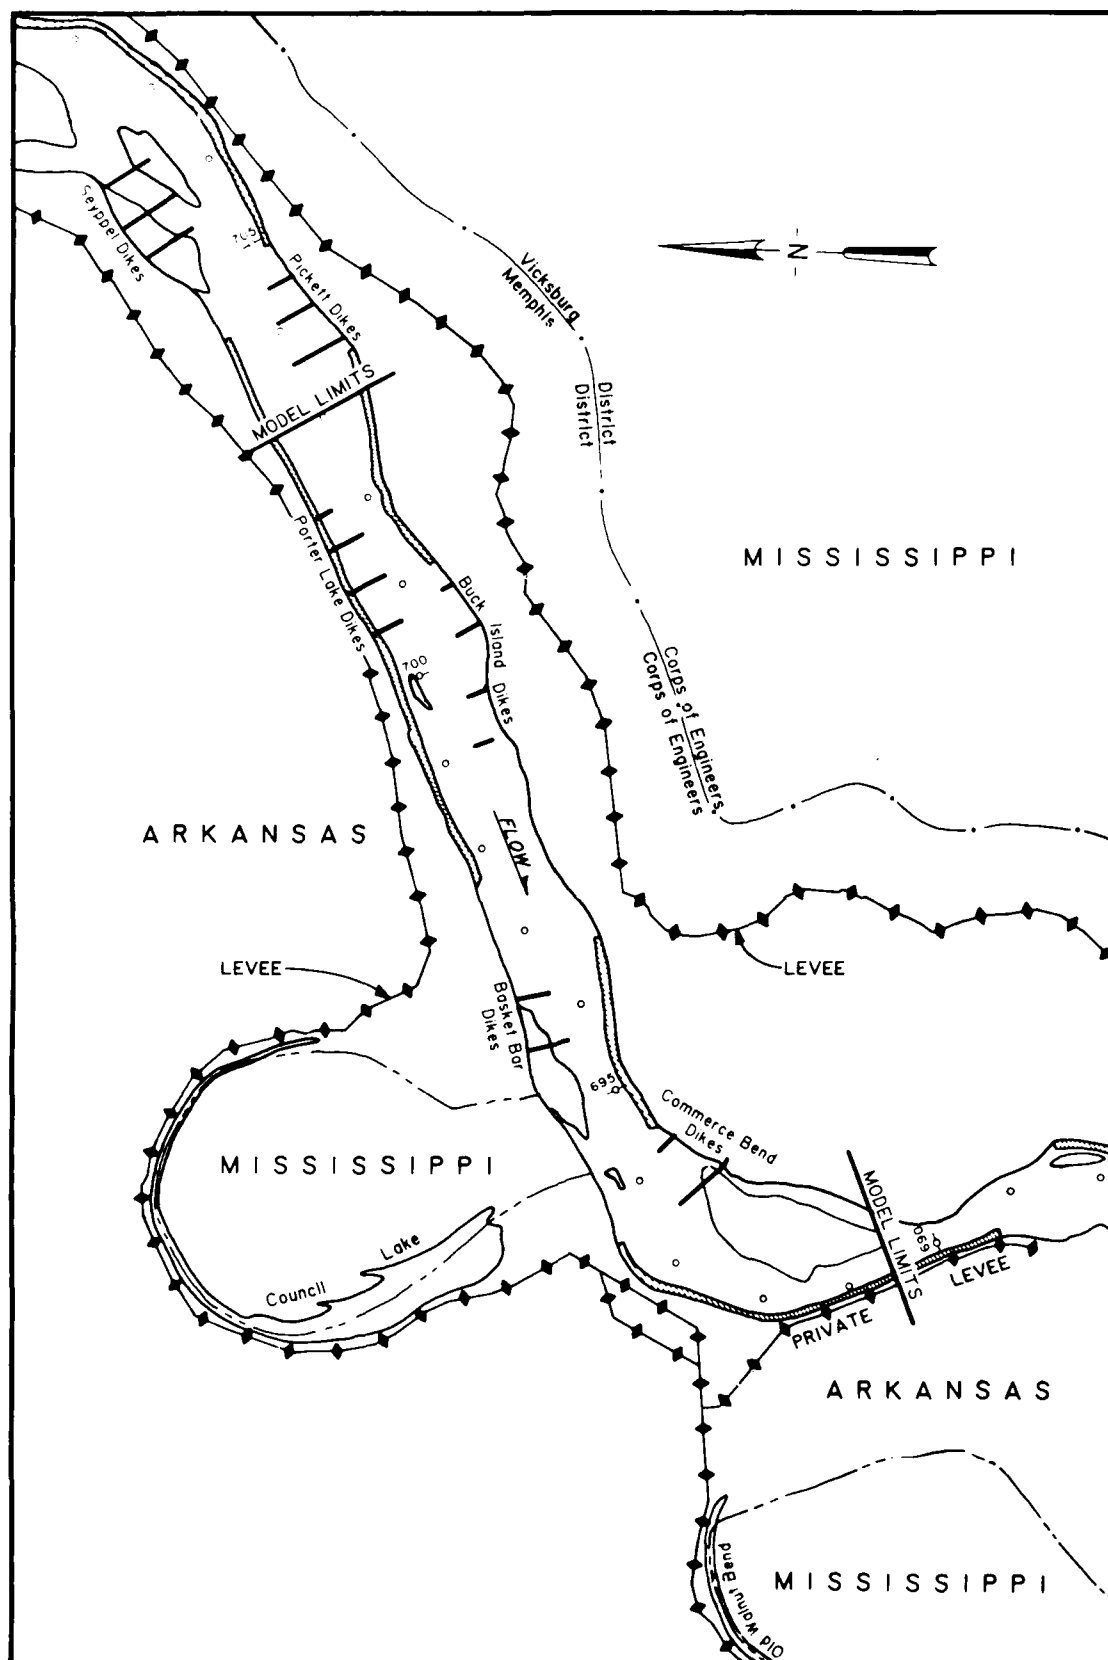 Seyppel Dikes
705
Pickett Dikes
Vicksburg
Memphis
N
District
District
MODEL LIMITS
Porter Lake Dikes
Buck Island Dikes
MISSISSIPPI
700
Corps of Engineers
Corps of Engineers
ARKANSAS
FLOW
LEVEE
LEVEE
Basket Bar
Dikes
695
Commerce Bend
Dikes
MISSISSIPPI
MODEL LIMITS
690
Council Lake
PRIVATE LEVEE
ARKANSAS
Old Walnut Bend
MISSISSIPPI